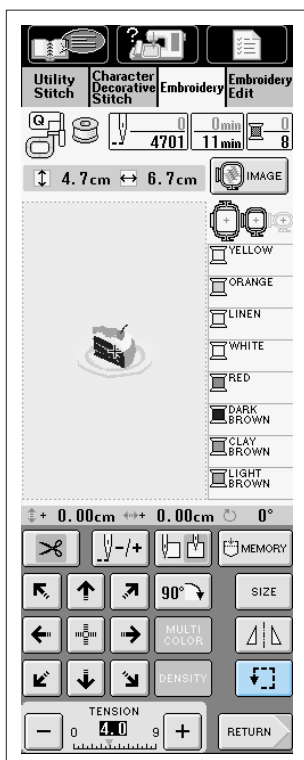 Utility Stitch
Character Decorative Stitch
Embroidery
Embroidery Edit
Q
0
4701
0min
11min
0
8
4.7cm
6.7cm
IMAGE
YELLOW
ORANGE
LINEN
WHITE
RED
DARK BROWN
CLAY BROWN
LIGHT BROWN
+ 0.00cm
+ 0.00cm
0°
-/+
MEMORY
90°
SIZE
MULTI COLOR
DENSITY
TENSION
− 0 4.0 9 +
RETURN